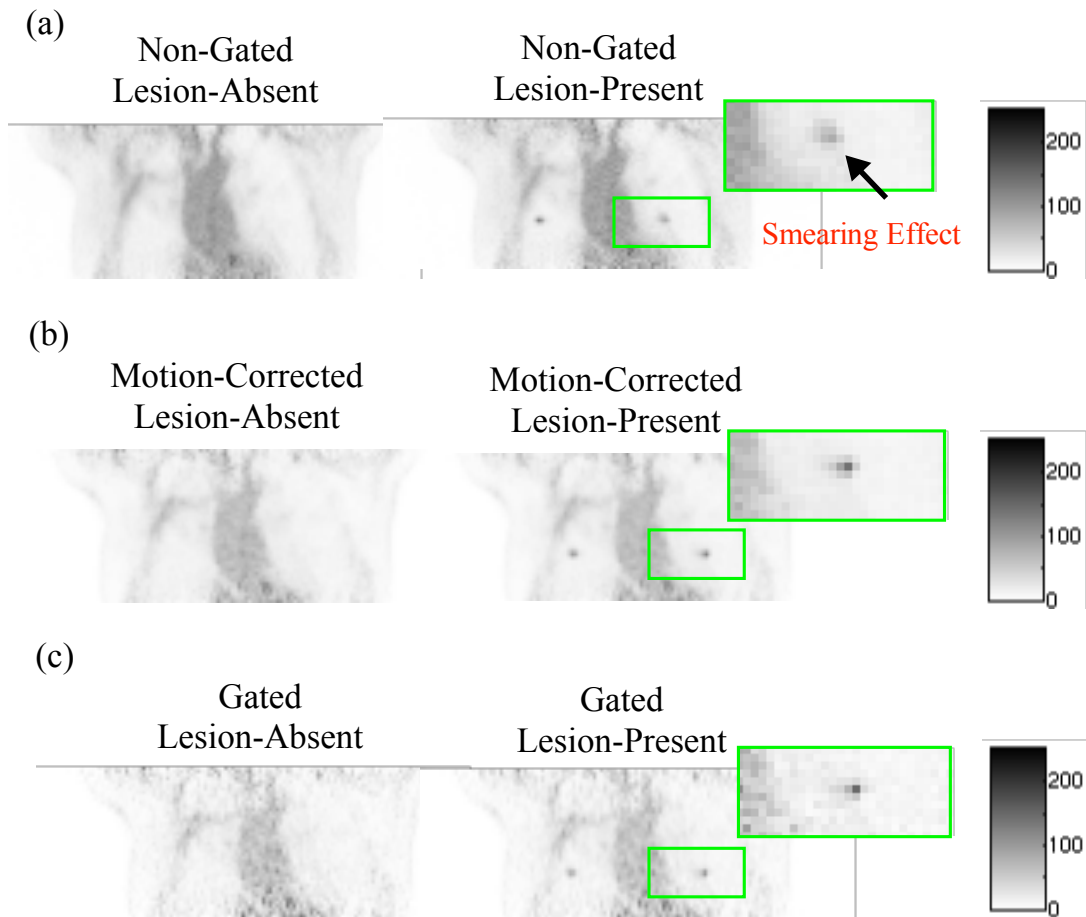 (a)
Non-Gated
Lesion-Absent
Non-Gated
Lesion-Present
Smearing Effect
200
100
0
(b)
Motion-Corrected
Lesion-Absent
Motion-Corrected
Lesion-Present
200
100
0
(c)
Gated
Lesion-Absent
Gated
Lesion-Present
200
100
0